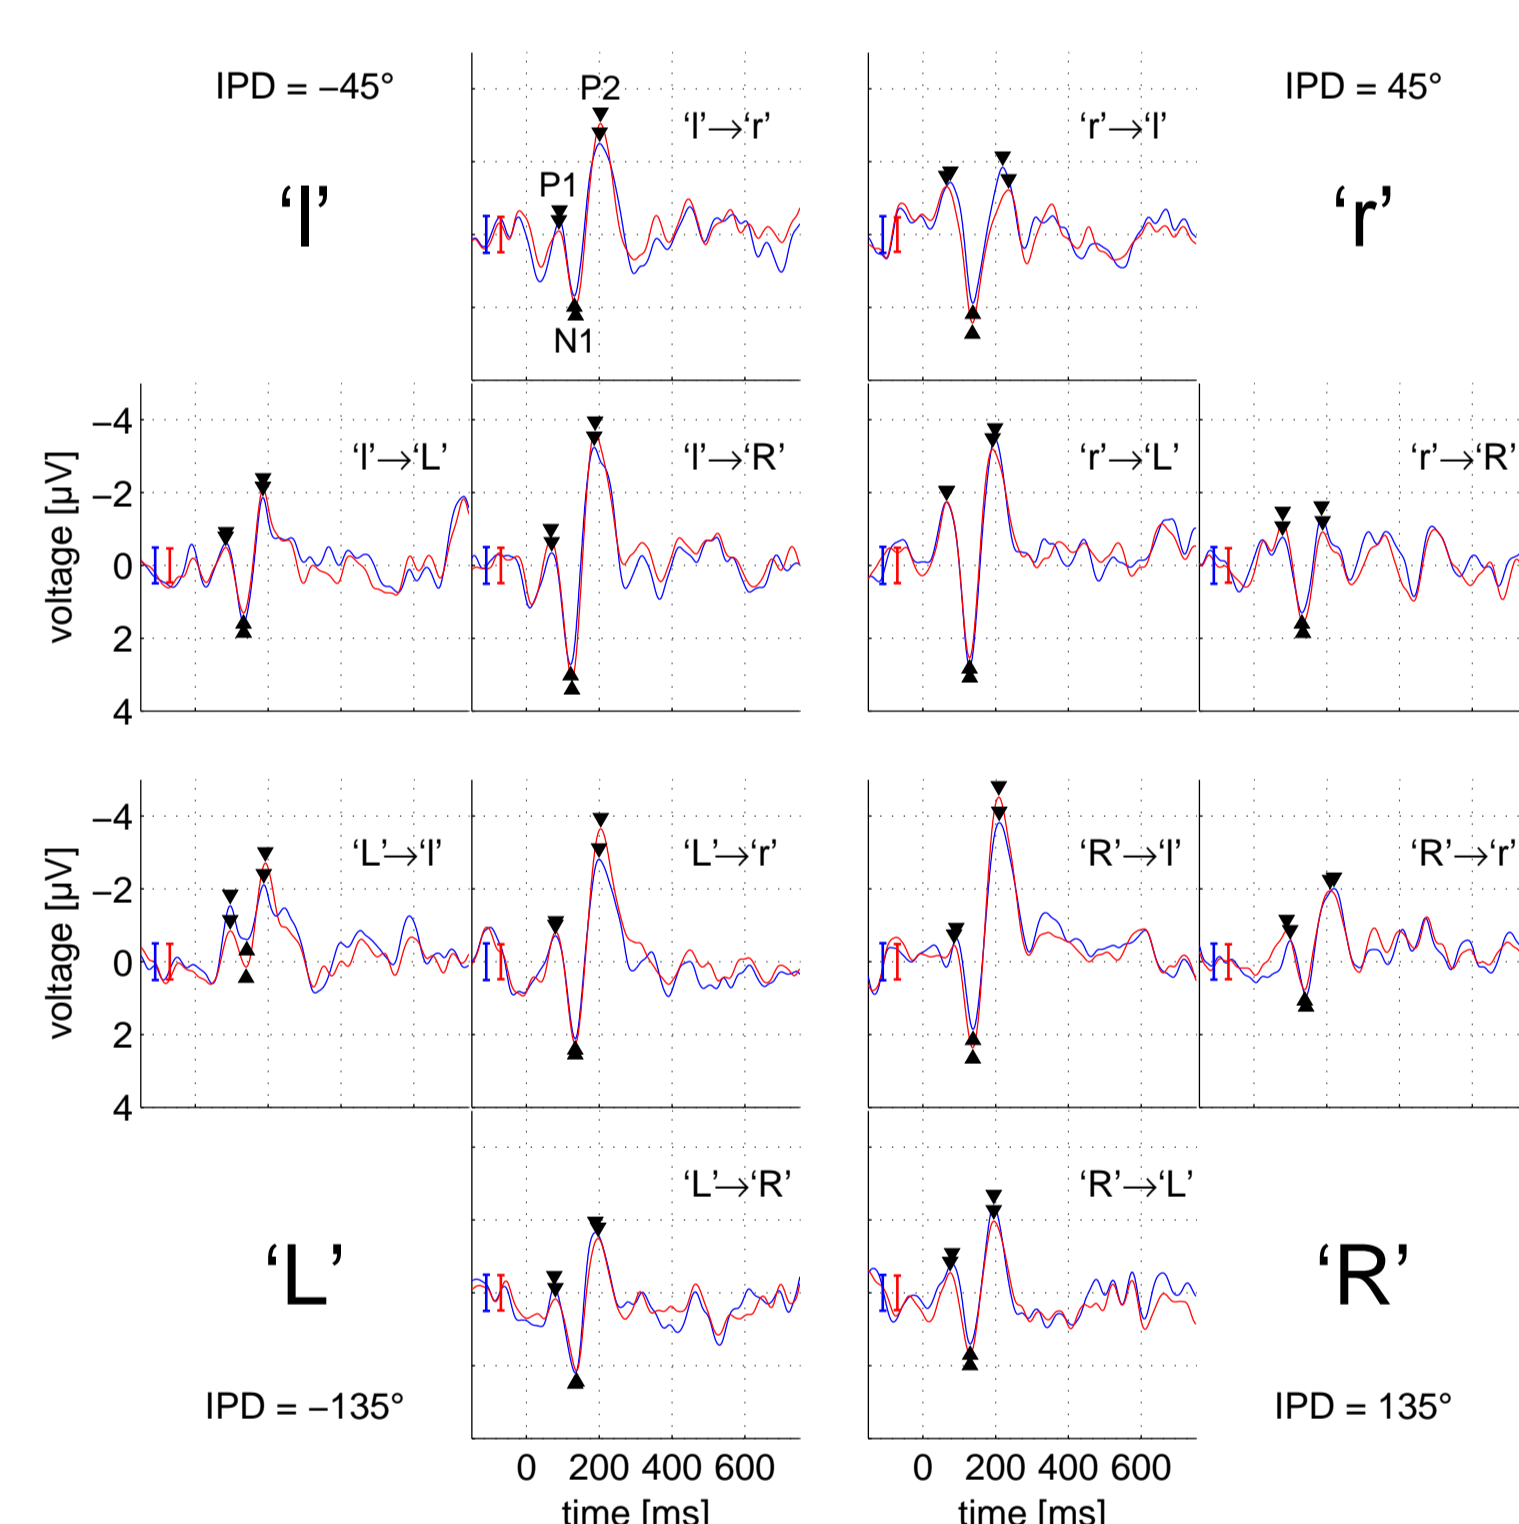 IPD = –45°
P2
‘l’→‘r’
‘r’→‘l’
IPD = 45°
P1
‘l’
‘r’
N1
–4
–2
0
2
4
voltage [µV]
‘l’→‘L’
‘l’→‘R’
‘r’→‘L’
‘r’→‘R’
–4
–2
0
2
4
voltage [µV]
‘L’→‘l’
‘L’→‘r’
‘R’→‘l’
‘R’→‘r’
‘L’→‘R’
‘R’→‘L’
‘L’
‘R’
IPD = –135°
IPD = 135°
0 200 400 600
0 200 400 600
time [ms]
time [ms]